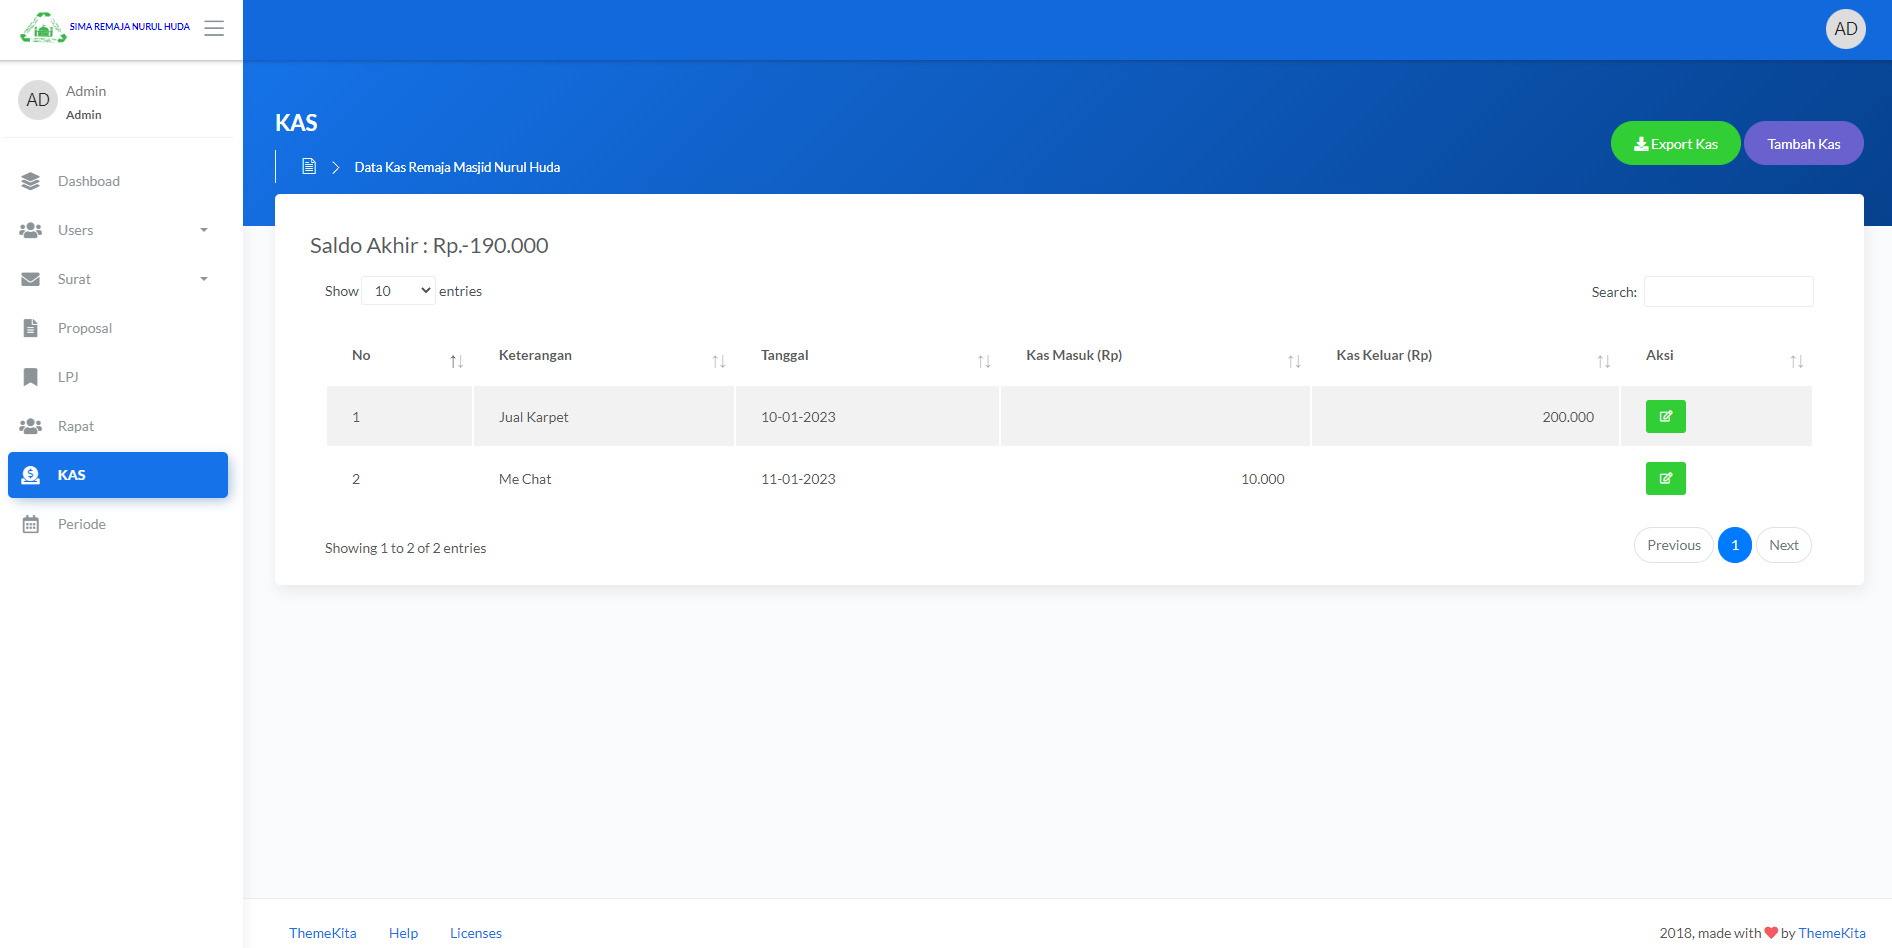 SIMA REMAJA NURUL HUDA
AD
AD
Admin
Admin
Dashboad
Users
Surat
Proposal
LPJ
Rapat
KAS
Periode
KAS
Data Kas Remaja Masjid Nurul Huda
Export Kas
Tambah Kas
Saldo Akhir : Rp.-190.000
Show 10 entries
Search:
No Keterangan Tanggal Kas Masuk (Rp) Kas Keluar (Rp) Aksi
1 Jual Karpet 10-01-2023 200.000
2 Me Chat 11-01-2023 10.000
Showing 1 to 2 of 2 entries
Previous 1 Next
ThemeKita Help Licenses
2018, made with by ThemeKita